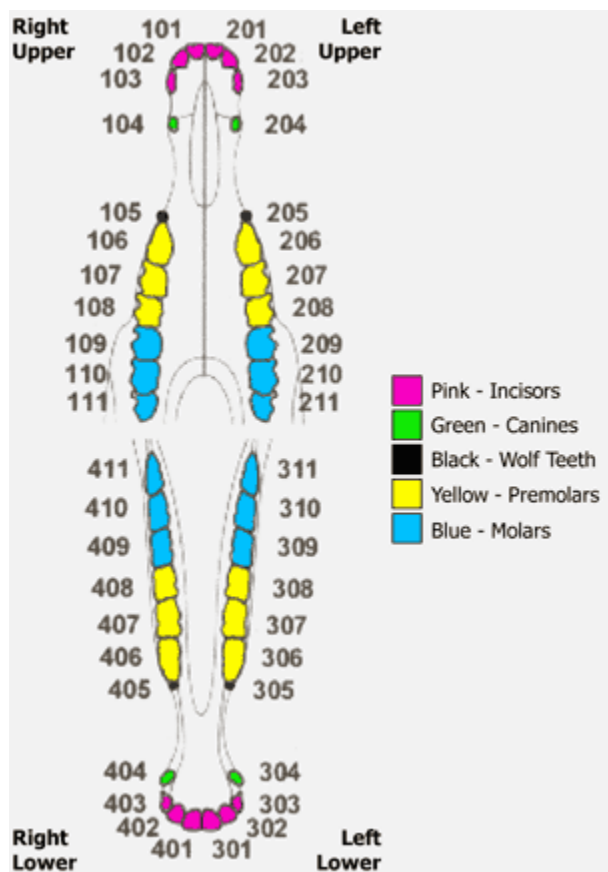 Right 101 201 Left
Upper 102 202 Upper
103 203
104 204
105 205
106 206
107 207
108 208
109 209
110 210
111 211
Pink - Incisors
Green - Canines
Black - Wolf Teeth
Yellow - Premolars
Blue - Molars
411 311
410 310
409 309
408 308
407 307
406 306
405 305
404 304
403 303
402 302
401 301
Right Left
Lower Lower